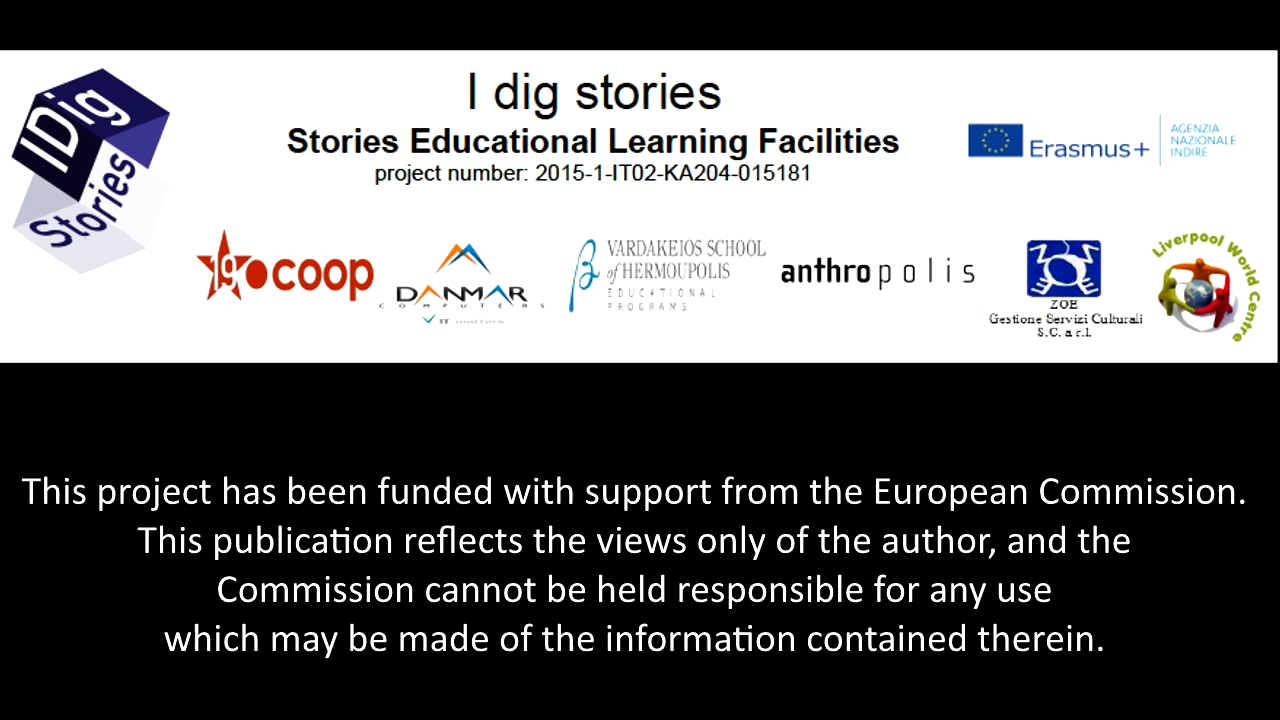 IDig
Stories
I dig stories
Stories Educational Learning Facilities
project number: 2015-1-IT02-KA204-015181
Erasmus+
AGENZIA
NAZIONALE
INDIRE
19 coop
DANMAR
COMPUTERS
IT
VARDAKEIOS SCHOOL
of HERMOUPOLIS
EDUCATIONAL
PROGRAMS
anthropolis
ZOE
Gestione Servizi Culturali
S.C. a r.l.
Liverpool World Centre
This project has been funded with support from the European Commission.
This publication reflects the views only of the author, and the
Commission cannot be held responsible for any use
which may be made of the information contained therein.